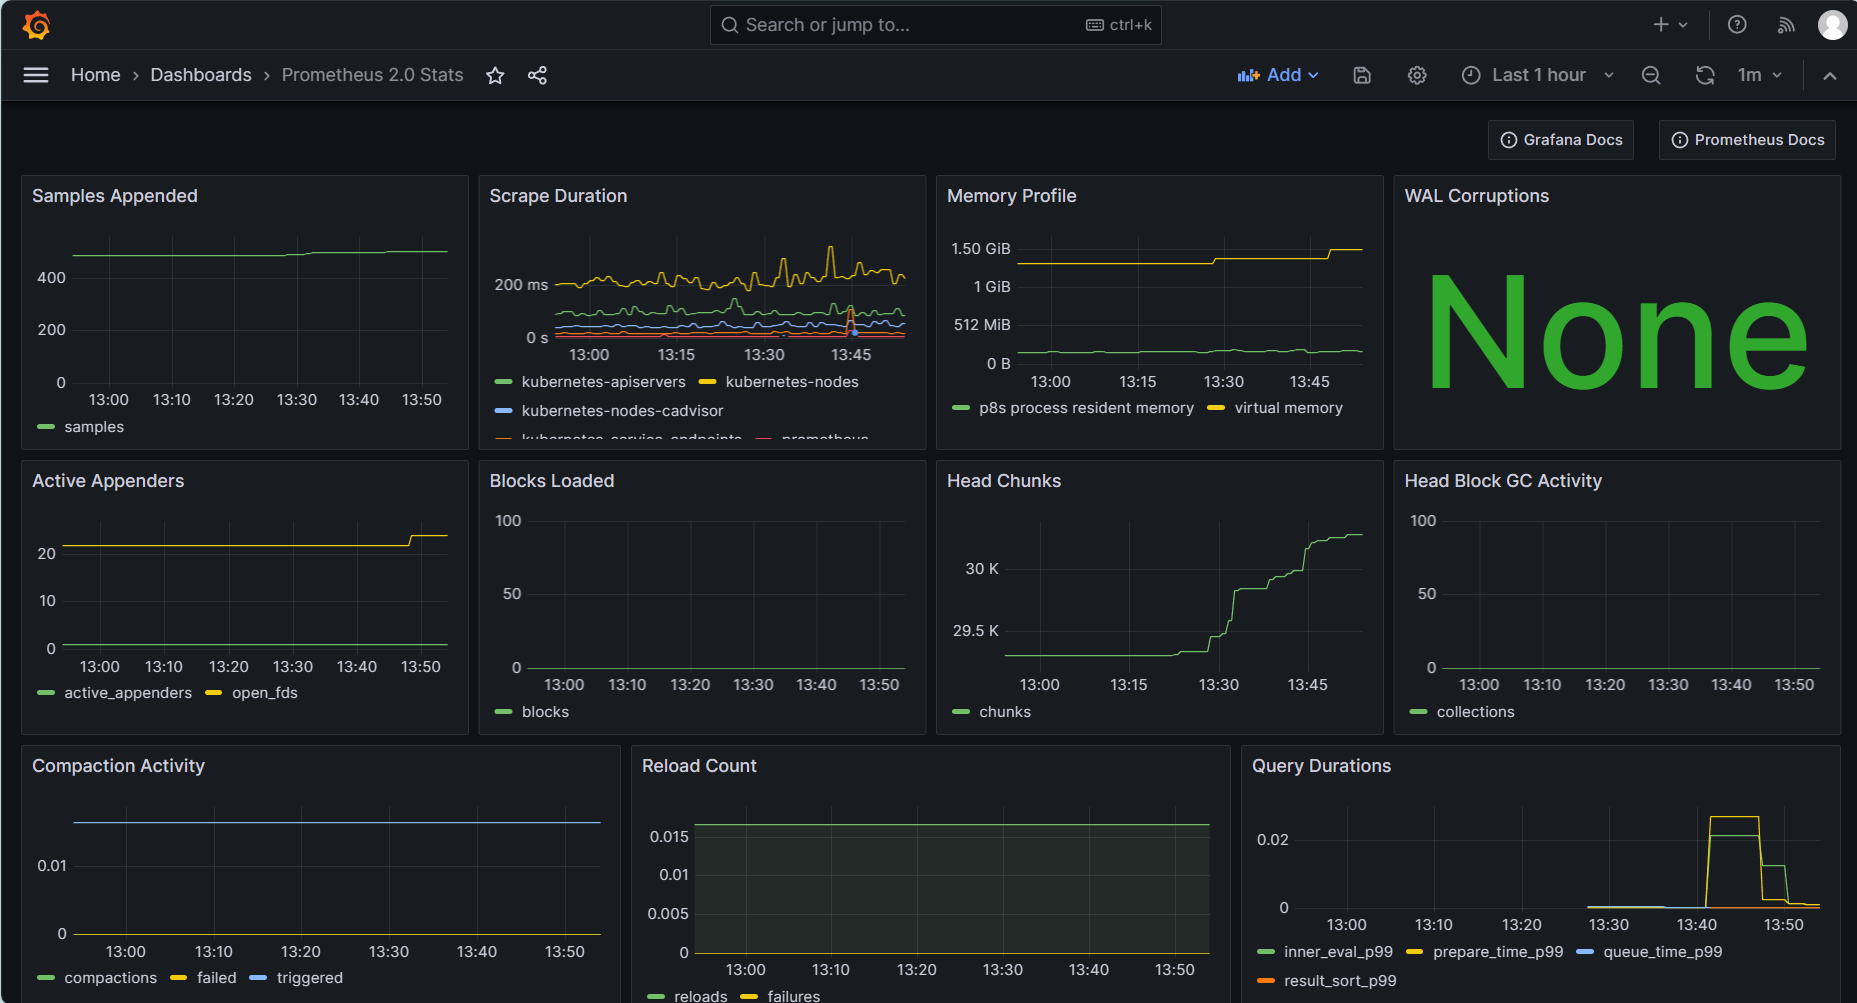 Search or jump to... ctrl+k
Home › Dashboards › Prometheus 2.0 Stats Add Last 1 hour 1m
Grafana Docs Prometheus Docs
Samples Appended
400
200
0
13:00 13:10 13:20 13:30 13:40 13:50
samples
Scrape Duration
200 ms
0 s
13:00 13:15 13:30 13:45
kubernetes-apiservers kubernetes-nodes
kubernetes-nodes-cadvisor
kubernetes-service-endpoints prometheus
Memory Profile
1.50 GiB
1 GiB
512 MiB
0 B
13:00 13:15 13:30 13:45
p8s process resident memory virtual memory
WAL Corruptions
None
Active Appenders
20
10
0
13:00 13:10 13:20 13:30 13:40 13:50
active_appenders open_fds
Blocks Loaded
100
50
0
13:00 13:10 13:20 13:30 13:40 13:50
blocks
Head Chunks
30 K
29.5 K
13:00 13:15 13:30 13:45
chunks
Head Block GC Activity
100
50
0
13:00 13:10 13:20 13:30 13:40 13:50
collections
Compaction Activity
0.01
0
13:00 13:10 13:20 13:30 13:40 13:50
compactions failed triggered
Reload Count
0.015
0.01
0.005
0
13:00 13:10 13:20 13:30 13:40 13:50
reloads failures
Query Durations
0.02
0
13:00 13:10 13:20 13:30 13:40 13:50
inner_eval_p99 prepare_time_p99 queue_time_p99
result_sort_p99